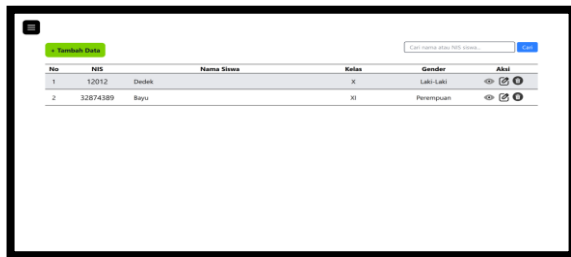 + Tambah Data
Cari nama atau NIS siswa... Cari
No NIS Nama Siswa Kelas Gender Aksi
1 12012 Dedek X Laki-Laki
2 32874389 Bayu XI Perempuan